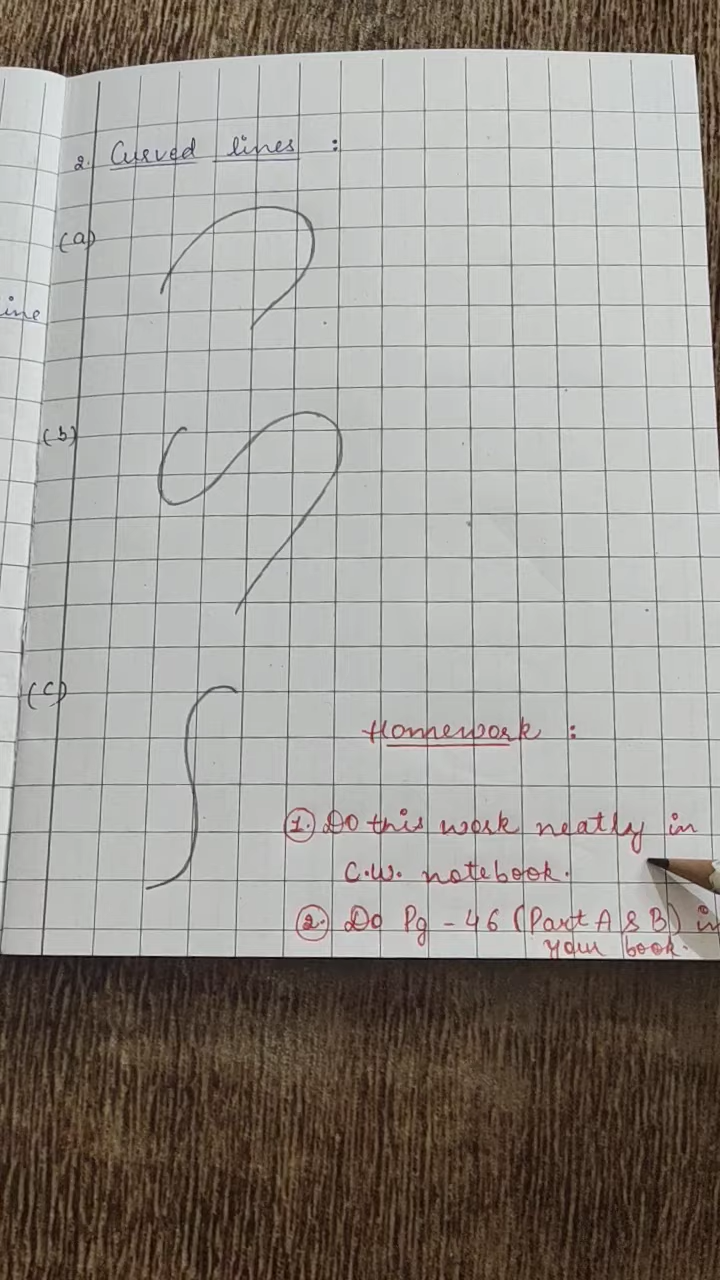 2. Curved lines :
(a)
ine
(b)
(c)
Homework :
1. Do this work neatly in
C.W. notebook.
2. Do Pg - 46 (Part A & B) in
your book.